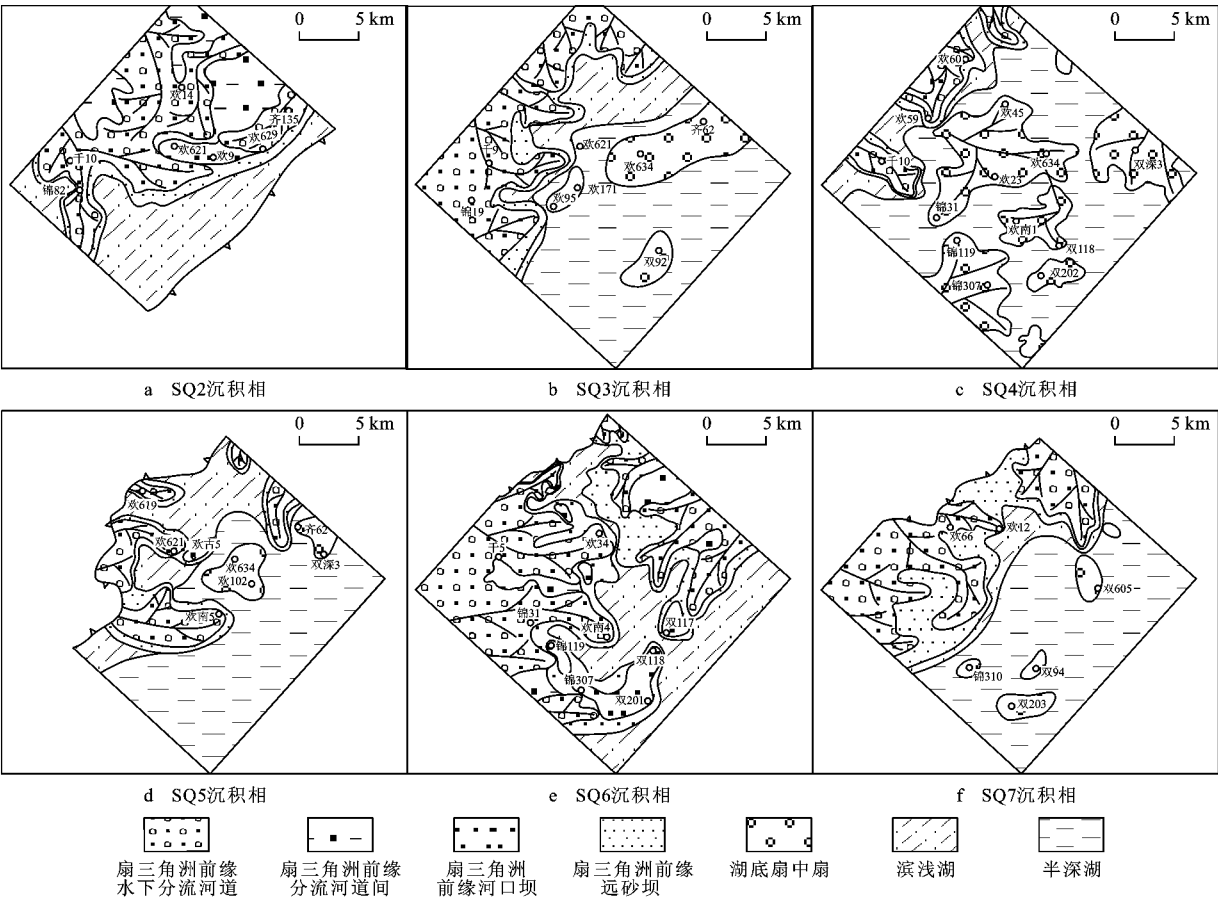 0 5 km
欢14
齐135
欢629
欢621
欢9
千10
锦82
a SQ2沉积相
0 5 km
齐62
千9
欢621
欢634
欢171
欢95
锦19
双92
b SQ3沉积相
0 5 km
欢60
欢59
欢45
千10
欢634
双深3
欢23
锦31
欢南1
锦119
双118
双202
锦307
c SQ4沉积相
0 5 km
欢619
齐62
欢621
欢古5
双深3
欢634
欢102
欢南5
d SQ5沉积相
0 5 km
欢34
千5
锦31
欢南4
双117
锦119
双118
锦307
双201
e SQ6沉积相
0 5 km
欢12
欢66
双605
锦310
双94
双203
f SQ7沉积相
扇三角洲前缘
水下分流河道
扇三角洲前缘
分流河道间
扇三角洲
前缘河口坝
扇三角洲前缘
远砂坝
湖底扇中扇
滨浅湖
半深湖